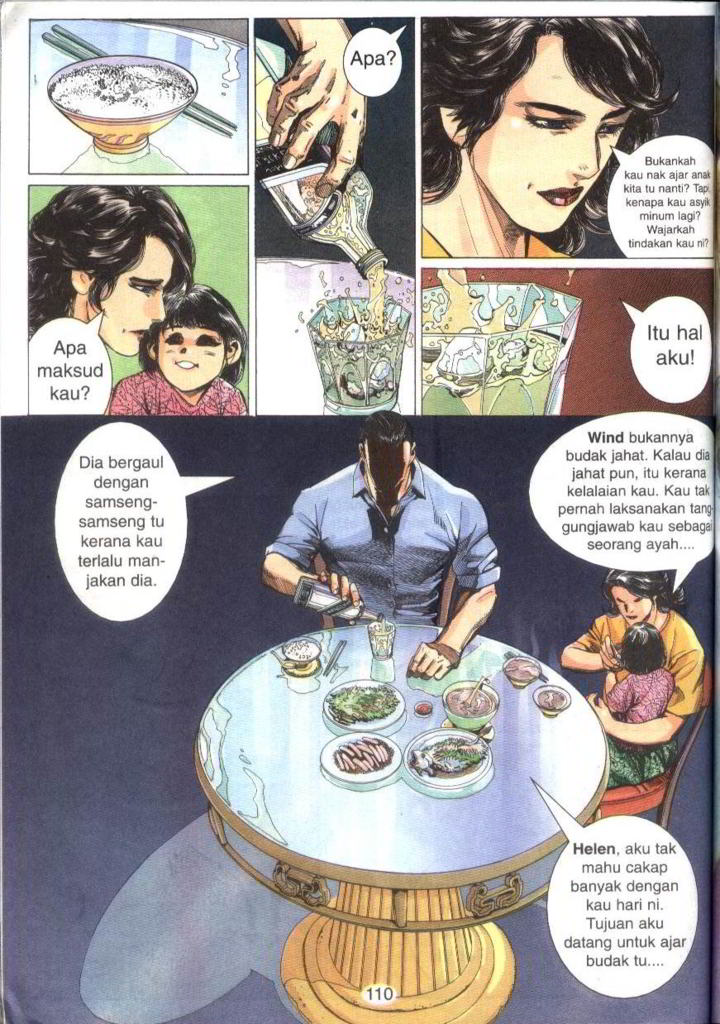 Apa
maksud
kau?
Apa?
Bukankah
kau nak ajar anak
kita tu nanti? Tapi,
kenapa kau asyik
minum lagi?
Wajarkah
tindakan kau ni?
Itu hal
aku!
Dia bergaul
dengan
samseng-
samseng tu
kerana kau
terlalu man-
jakan dia.
Wind bukannya
budak jahat. Kalau dia
jahat pun, itu kerana
kelalaian kau. Kau tak
pernah laksanakan tang-
gungjawab kau sebagai
seorang ayah....
Helen, aku tak
mahu cakap
banyak dengan
kau hari ni.
Tujuan aku
datang untuk ajar
budak tu....
110